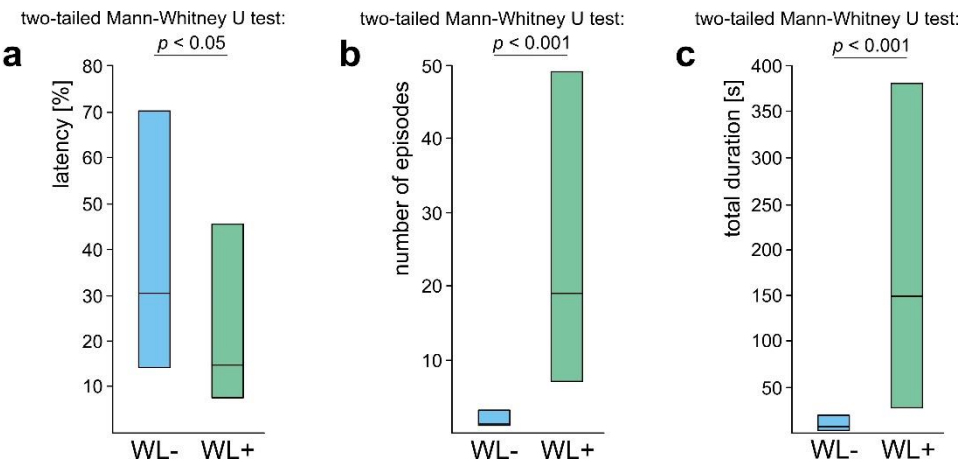 two-tailed Mann-Whitney U test:
p < 0.05
a
latency [%]
80
70
60
50
40
30
20
10
WL- WL+
two-tailed Mann-Whitney U test:
p < 0.001
b
number of episodes
50
40
30
20
10
WL- WL+
two-tailed Mann-Whitney U test:
p < 0.001
c
total duration [s]
400
350
300
250
200
150
100
50
WL- WL+